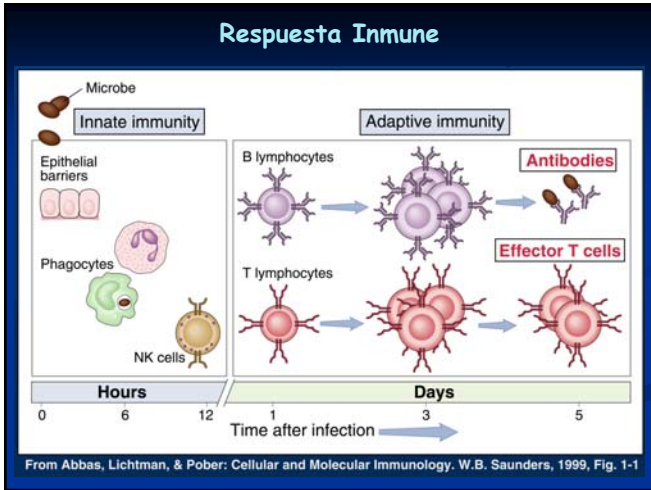 Respuesta Inmune
Microbe
Innate immunity
Adaptive immunity
Epithelial
barriers
Phagocytes
NK cells
B lymphocytes
Antibodies
Effector T cells
T lymphocytes
Hours
Days
0
6
12
1
3
5
Time after infection
From Abbas, Lichtman, & Pober: Cellular and Molecular Immunology. W.B. Saunders, 1999, Fig. 1-1